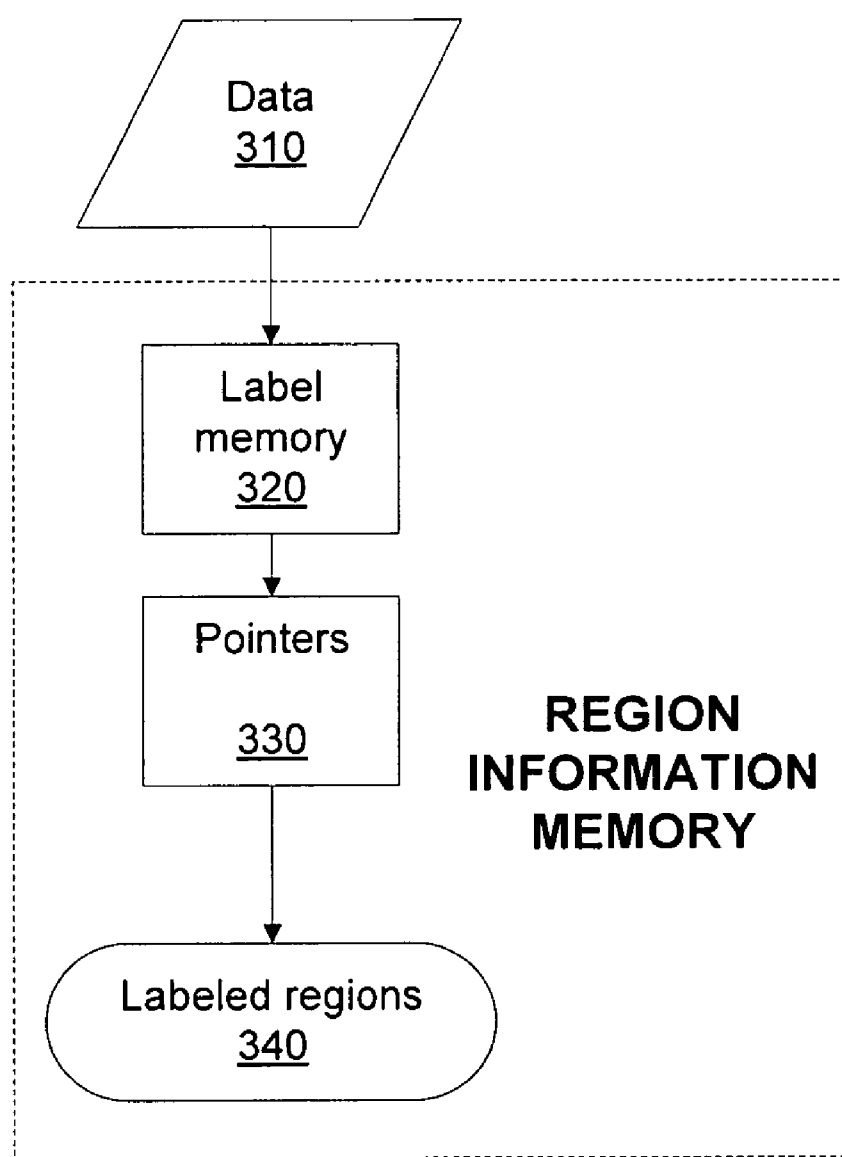 Data
310
Label
memory
320
Pointers
330
REGION
INFORMATION
MEMORY
Labeled regions
340